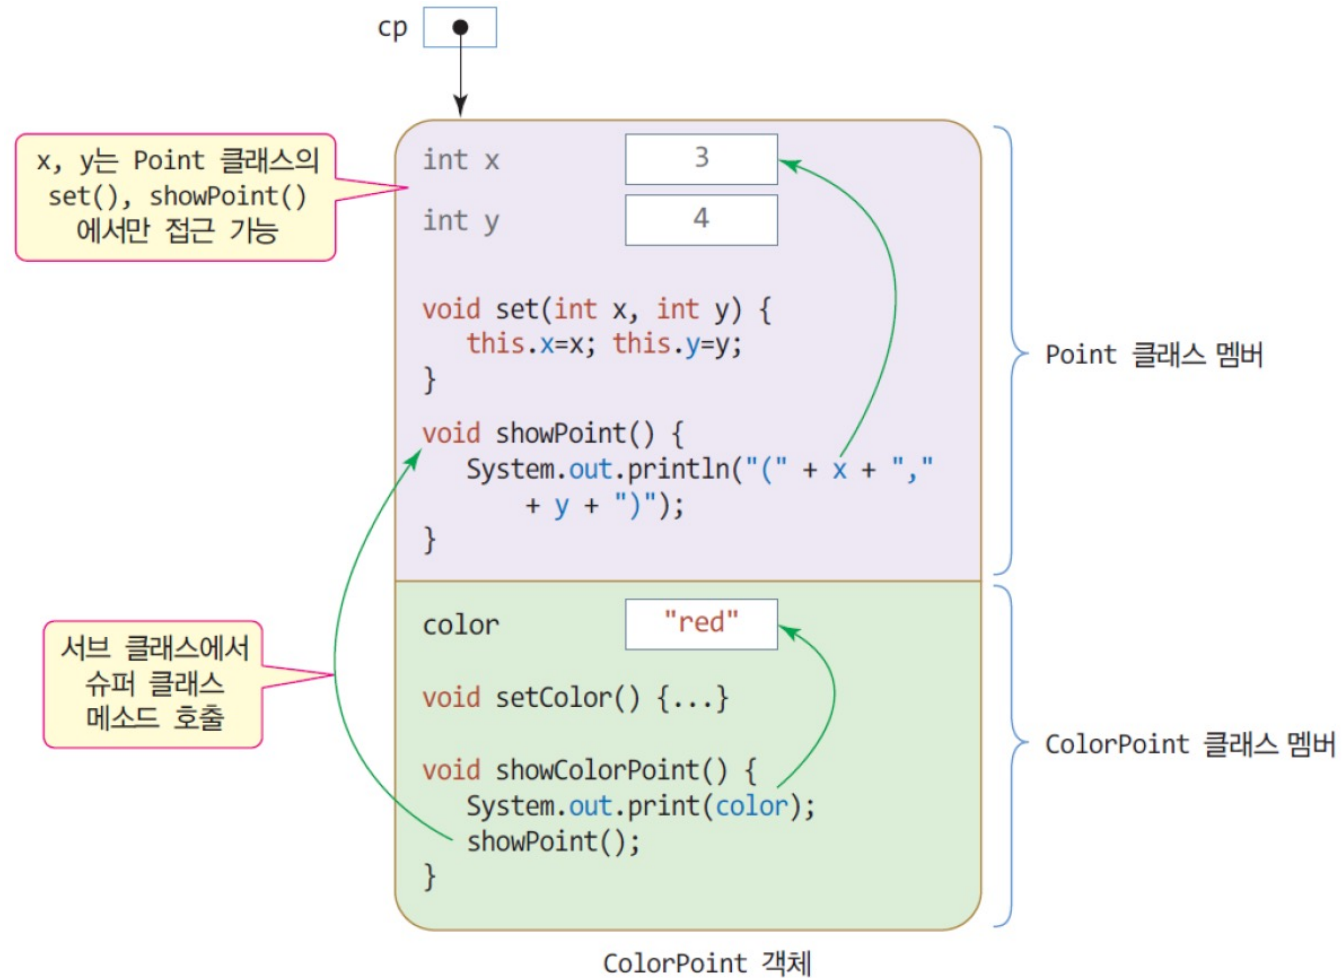 cp
x, y는 Point 클래스의
set(), showPoint()
에서만 접근 가능
int x 3
int y 4
void set(int x, int y) {
this.x=x; this.y=y;
}
void showPoint() {
System.out.println("(" + x + ","
+ y + ")");
}
Point 클래스 멤버
서브 클래스에서
슈퍼 클래스
메소드 호출
color "red"
void setColor() {...}
void showColorPoint() {
System.out.print(color);
showPoint();
}
ColorPoint 클래스 멤버
ColorPoint 객체